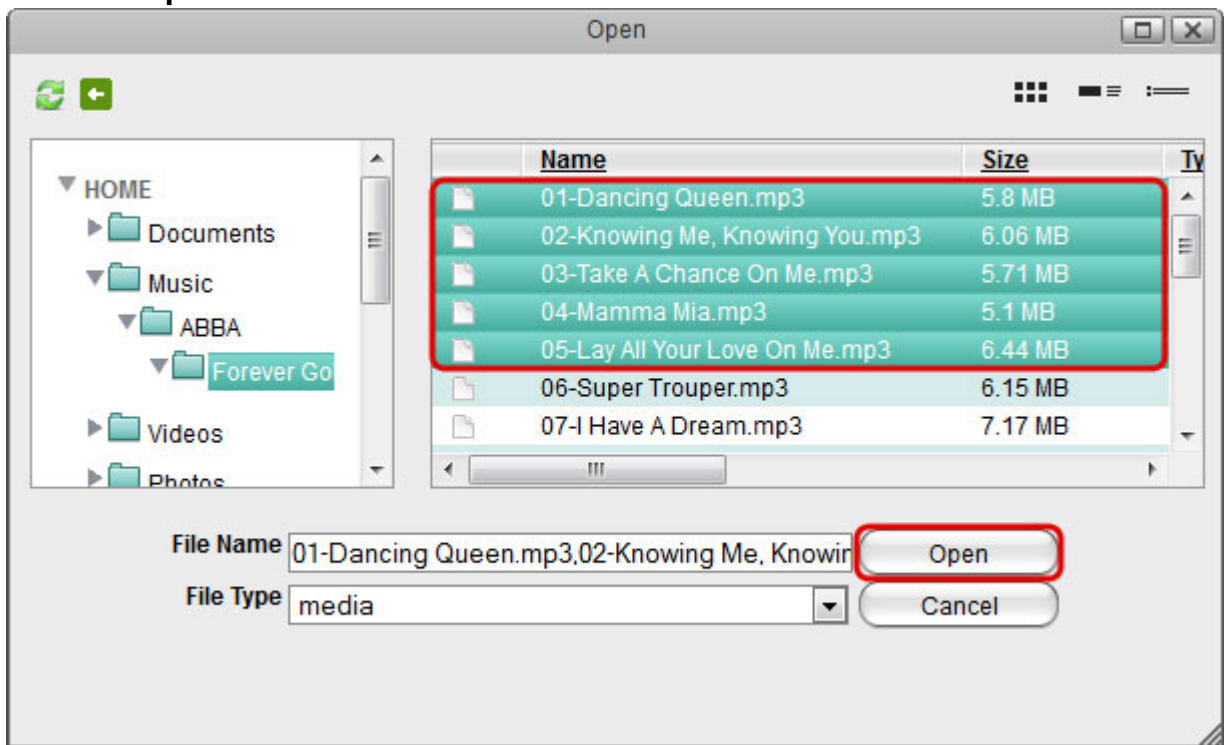 Open
Name Size Ty
HOME
Documents
Music
ABBA
Forever Go
Videos
Photos
01-Dancing Queen.mp3 5.8 MB
02-Knowing Me, Knowing You.mp3 6.06 MB
03-Take A Chance On Me.mp3 5.71 MB
04-Mamma Mia.mp3 5.1 MB
05-Lay All Your Love On Me.mp3 6.44 MB
06-Super Trouper.mp3 6.15 MB
07-I Have A Dream.mp3 7.17 MB
File Name 01-Dancing Queen.mp3,02-Knowing Me, Knowin Open
File Type media Cancel